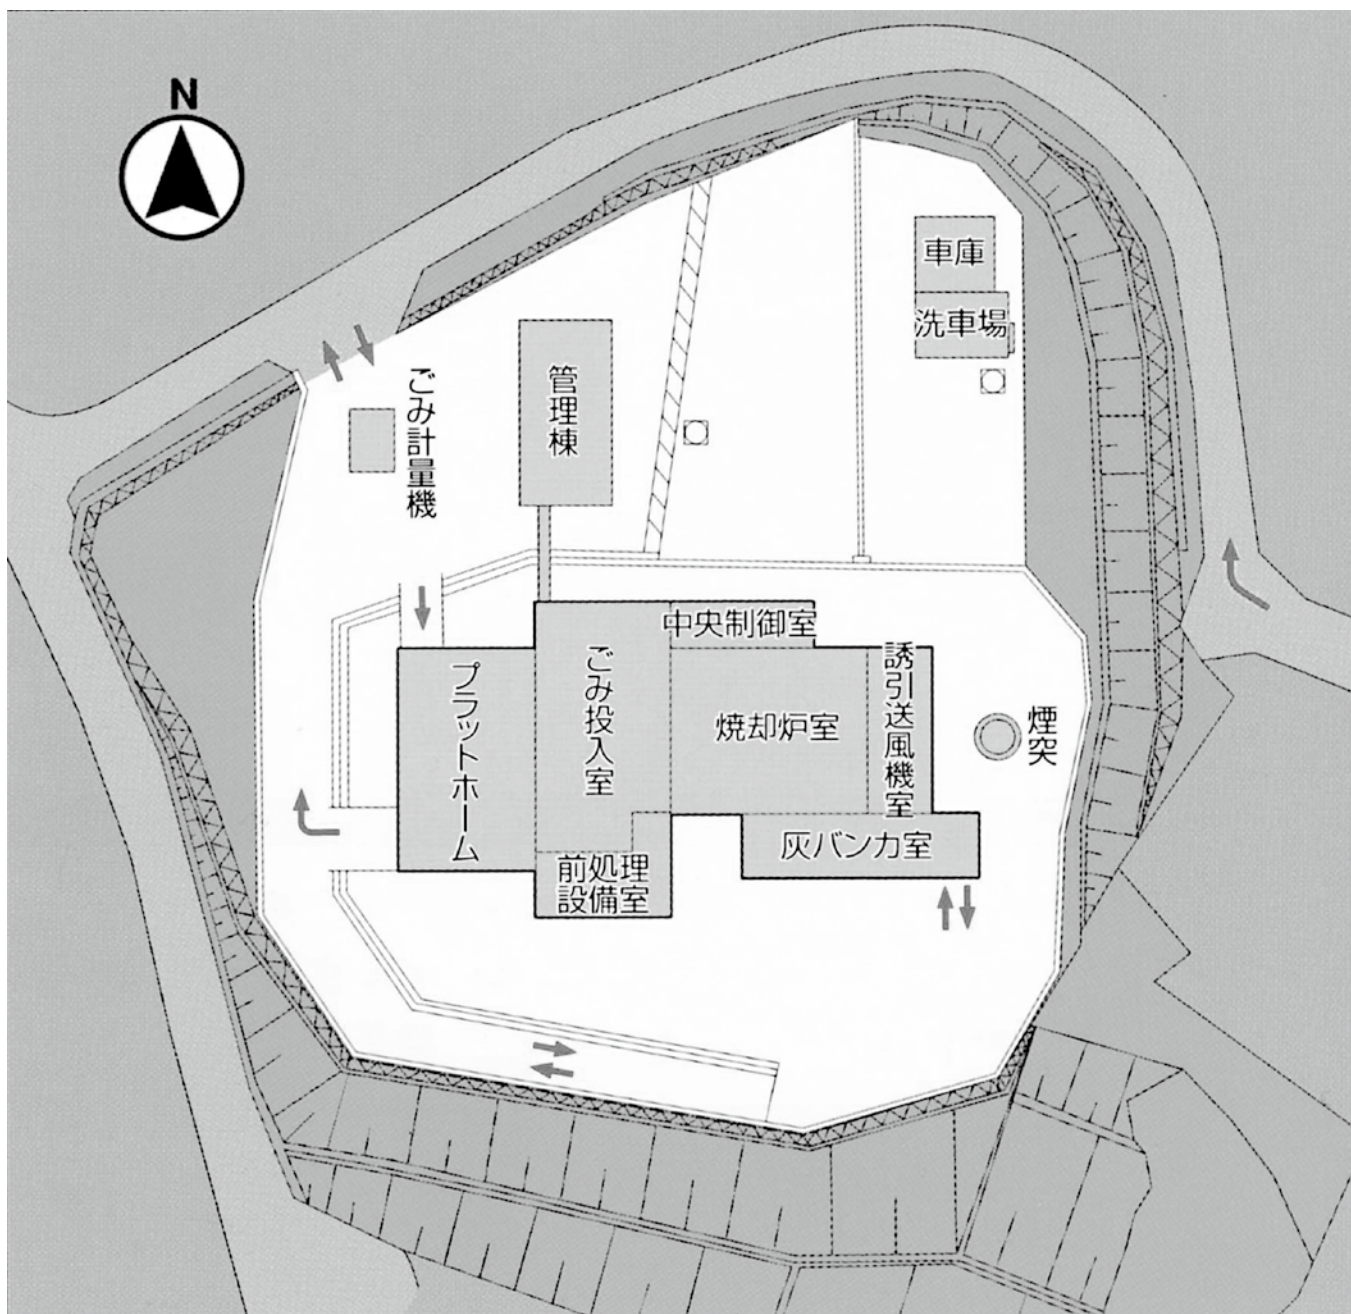 N
車庫
洗車場
ごみ計量機
管理棟
中央制御室
プラットホーム
ごみ投入室
焼却炉室
誘引送風機室
煙突
灰バンカ室
前処理
設備室